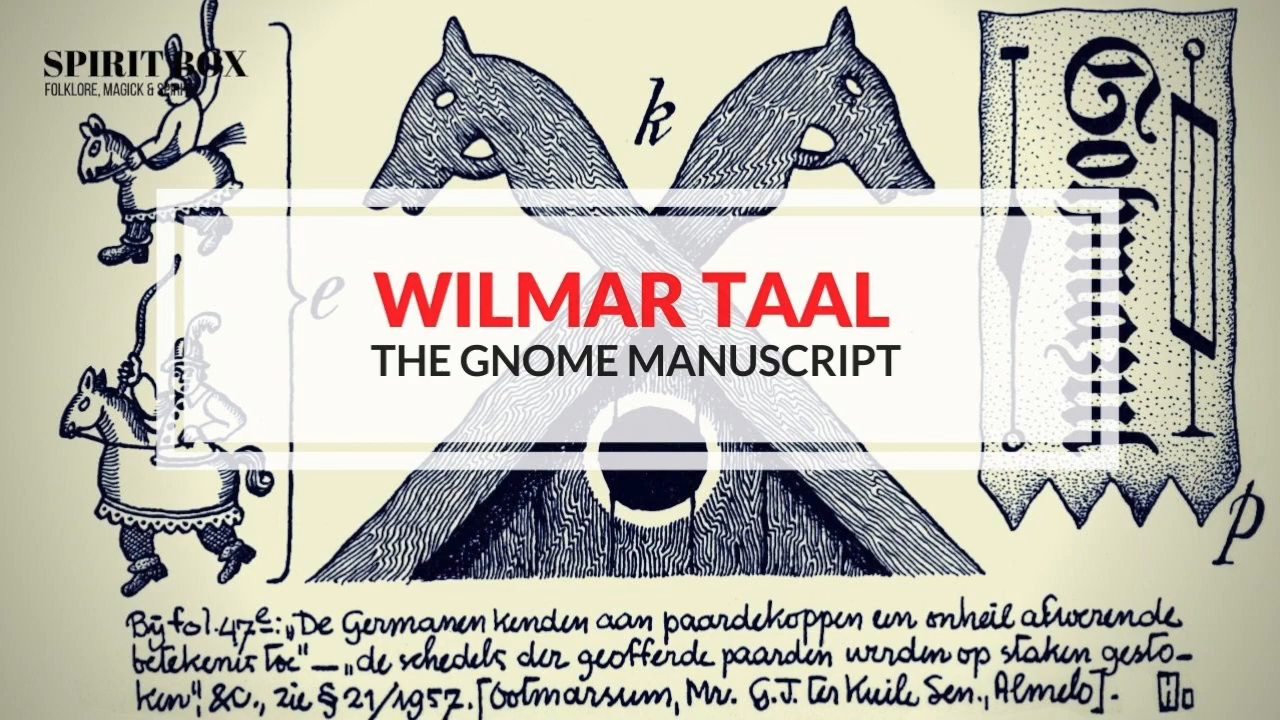 SPIRIT BOX
FOLKLORE, MAGICK &
k
e
WILMAR TAAL
THE GNOME MANUSCRIPT
p
Bij fol. 47e: „De Germanen kenden aan paardekoppen een onheil afwerende
betekenis toe" — „de schedels der geofferde paarden werden op staken gesto-
ken", &c., zie § 21/1957. [Ootmarsum, Mr. G.J. ter Kuile Sen., Almelo].